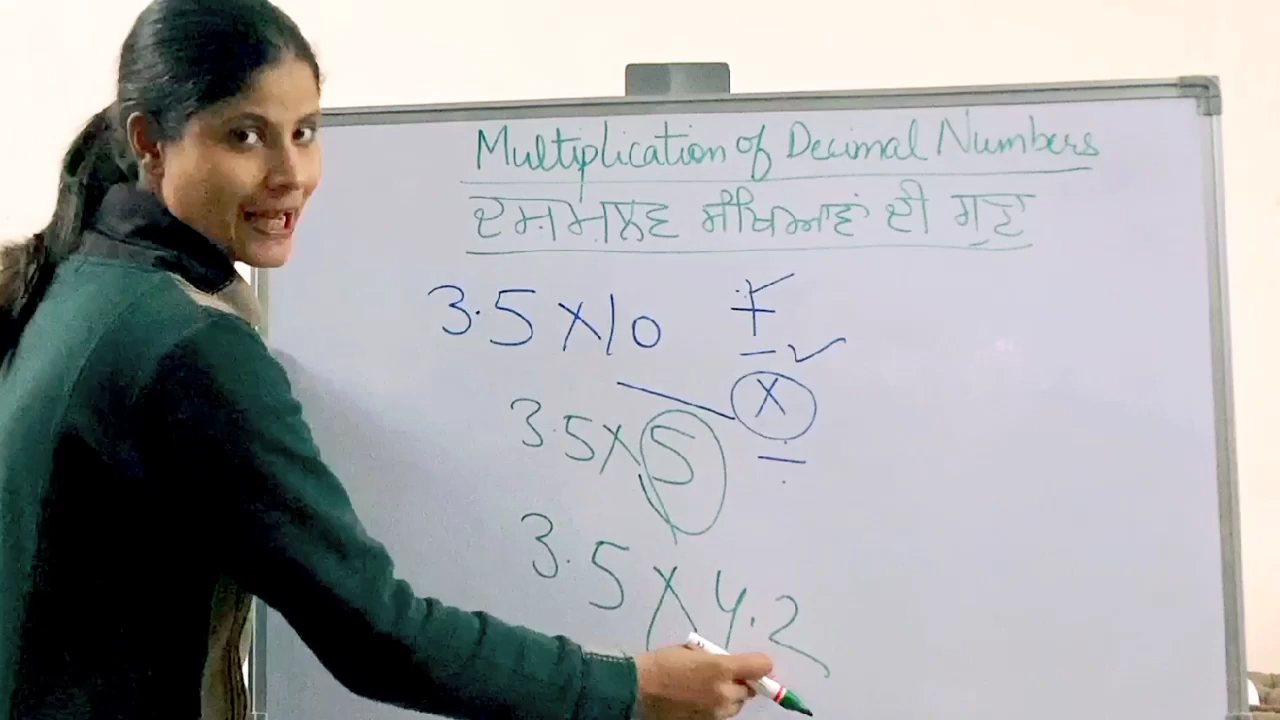 Multiplication of Decimal Numbers
ਦਸ਼ਮਲਵ ਸੰਖਿਆਵਾਂ ਦੀ ਗੁਣਾ
3.5 × 10
+
−
×
÷
3.5 × 5
3.5 × 4.2